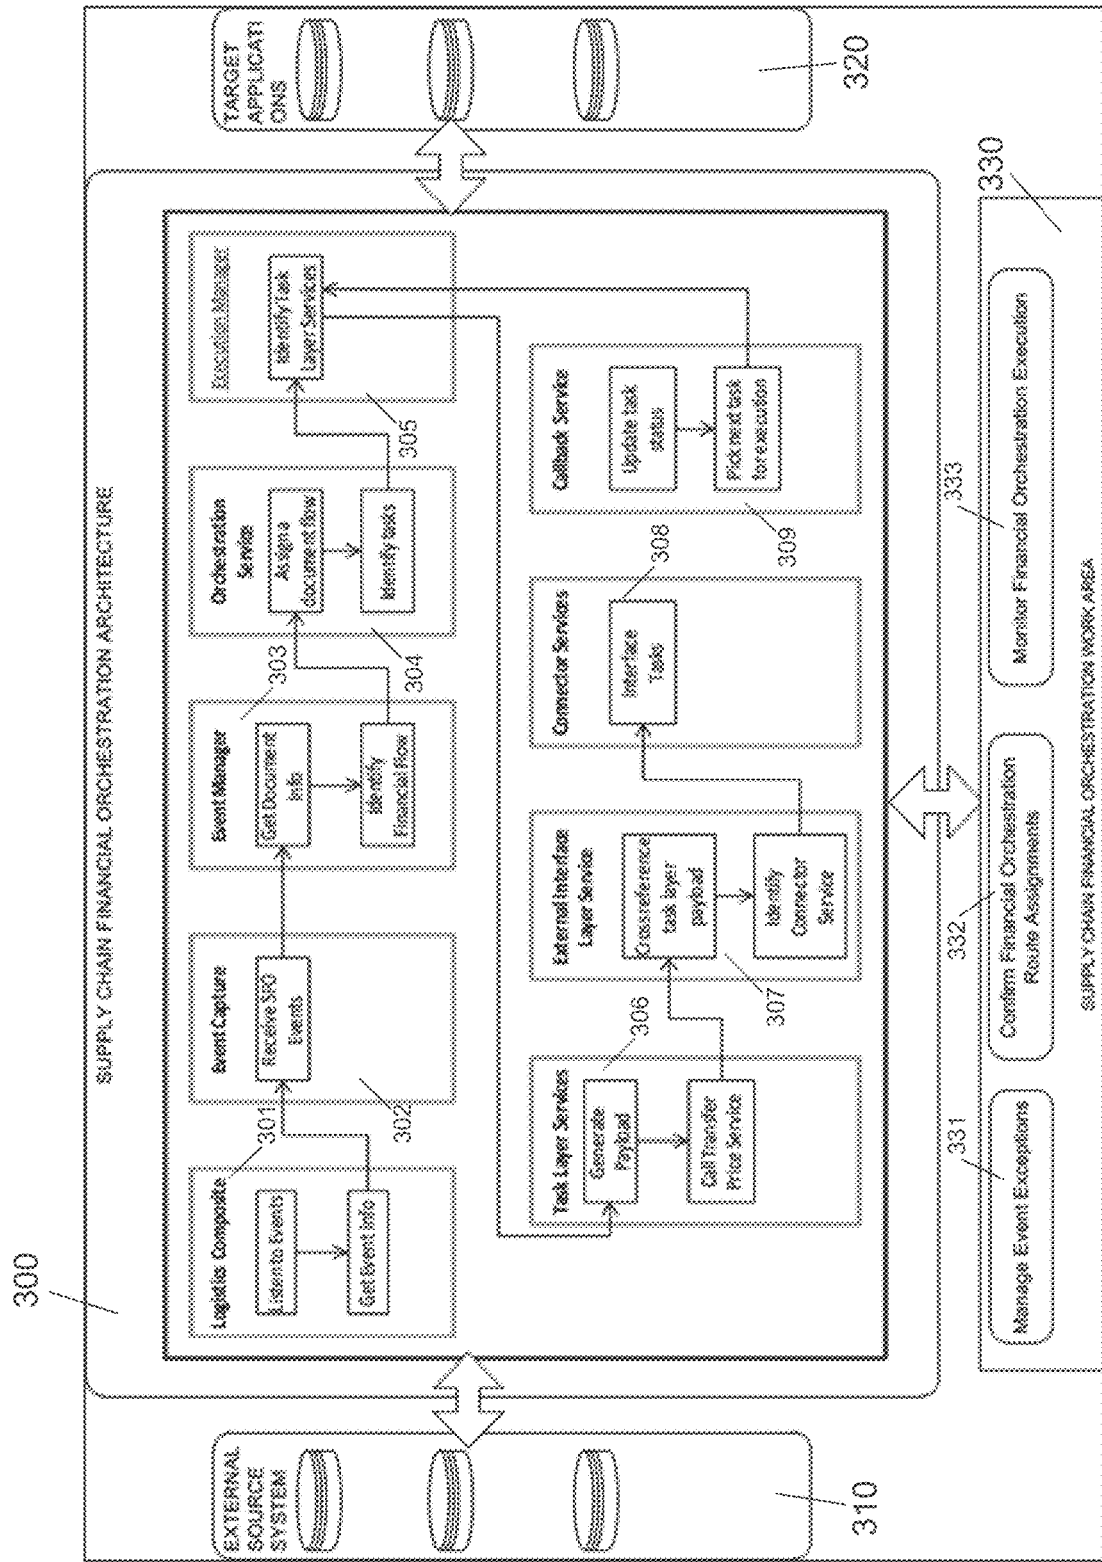 300
SUPPLY CHAIN FINANCIAL ORCHESTRATION ARCHITECTURE
EXTERNAL
SOURCE
SYSTEM
310
Logistics Composite
Listen to Events
Get Event Info
301
Event Capture
Receive SFO
Events
302
Event Manager
Get Document
Info
Identify
Financial Flow
303
Orchestration
Service
Assign a
document flow
Identify tasks
304
Execution Manager
Identify Task
Layer Services
305
Task Layer Services
Generate
Payload
Call Transfer
Price Service
306
External Interface
Layer Service
Cross reference
task layer
payload
Identify
Connector
Service
307
Connector Services
Interface
Tasks
308
Callback Service
Update task
status
Pick next task
for execution
309
TARGET
APPLICATI
ONS
320
331
Manage Event Exceptions
332
Confirm Financial Orchestration
Route Assignments
333
Monitor Financial Orchestration Execution
330
SUPPLY CHAIN FINANCIAL ORCHESTRATION WORK AREA